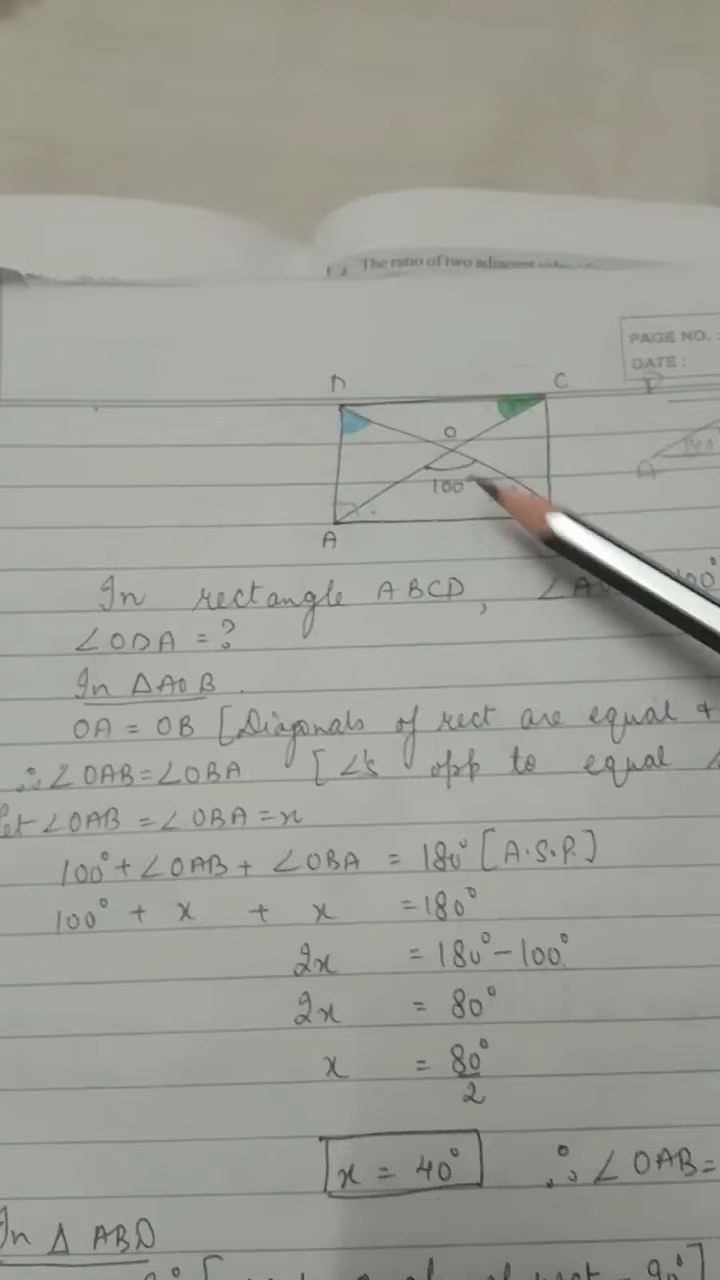 The ratio of two adjacent
PAGE NO. :
DATE :
D
C
O
100°
A
In rectangle ABCD, 100°
∠ODA = ?
In △AOB.
OA = OB [Diagonals of rect are equal +
∴ ∠OAB = ∠OBA [∠'s opp to equal
let ∠OAB = ∠OBA = x
100° + ∠OAB + ∠OBA = 180° [A.S.P.]
100° + x + x = 180°
2x = 180° - 100°
2x = 80°
x = 80°
2
x = 40° ∴ ∠OAB =
In △ ABD